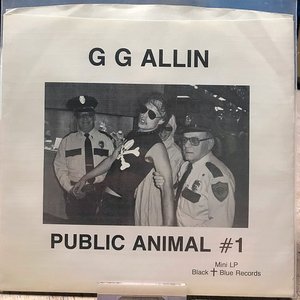 G G ALLIN
PUBLIC ANIMAL #1
Mini LP
Black ✝ Blue Records